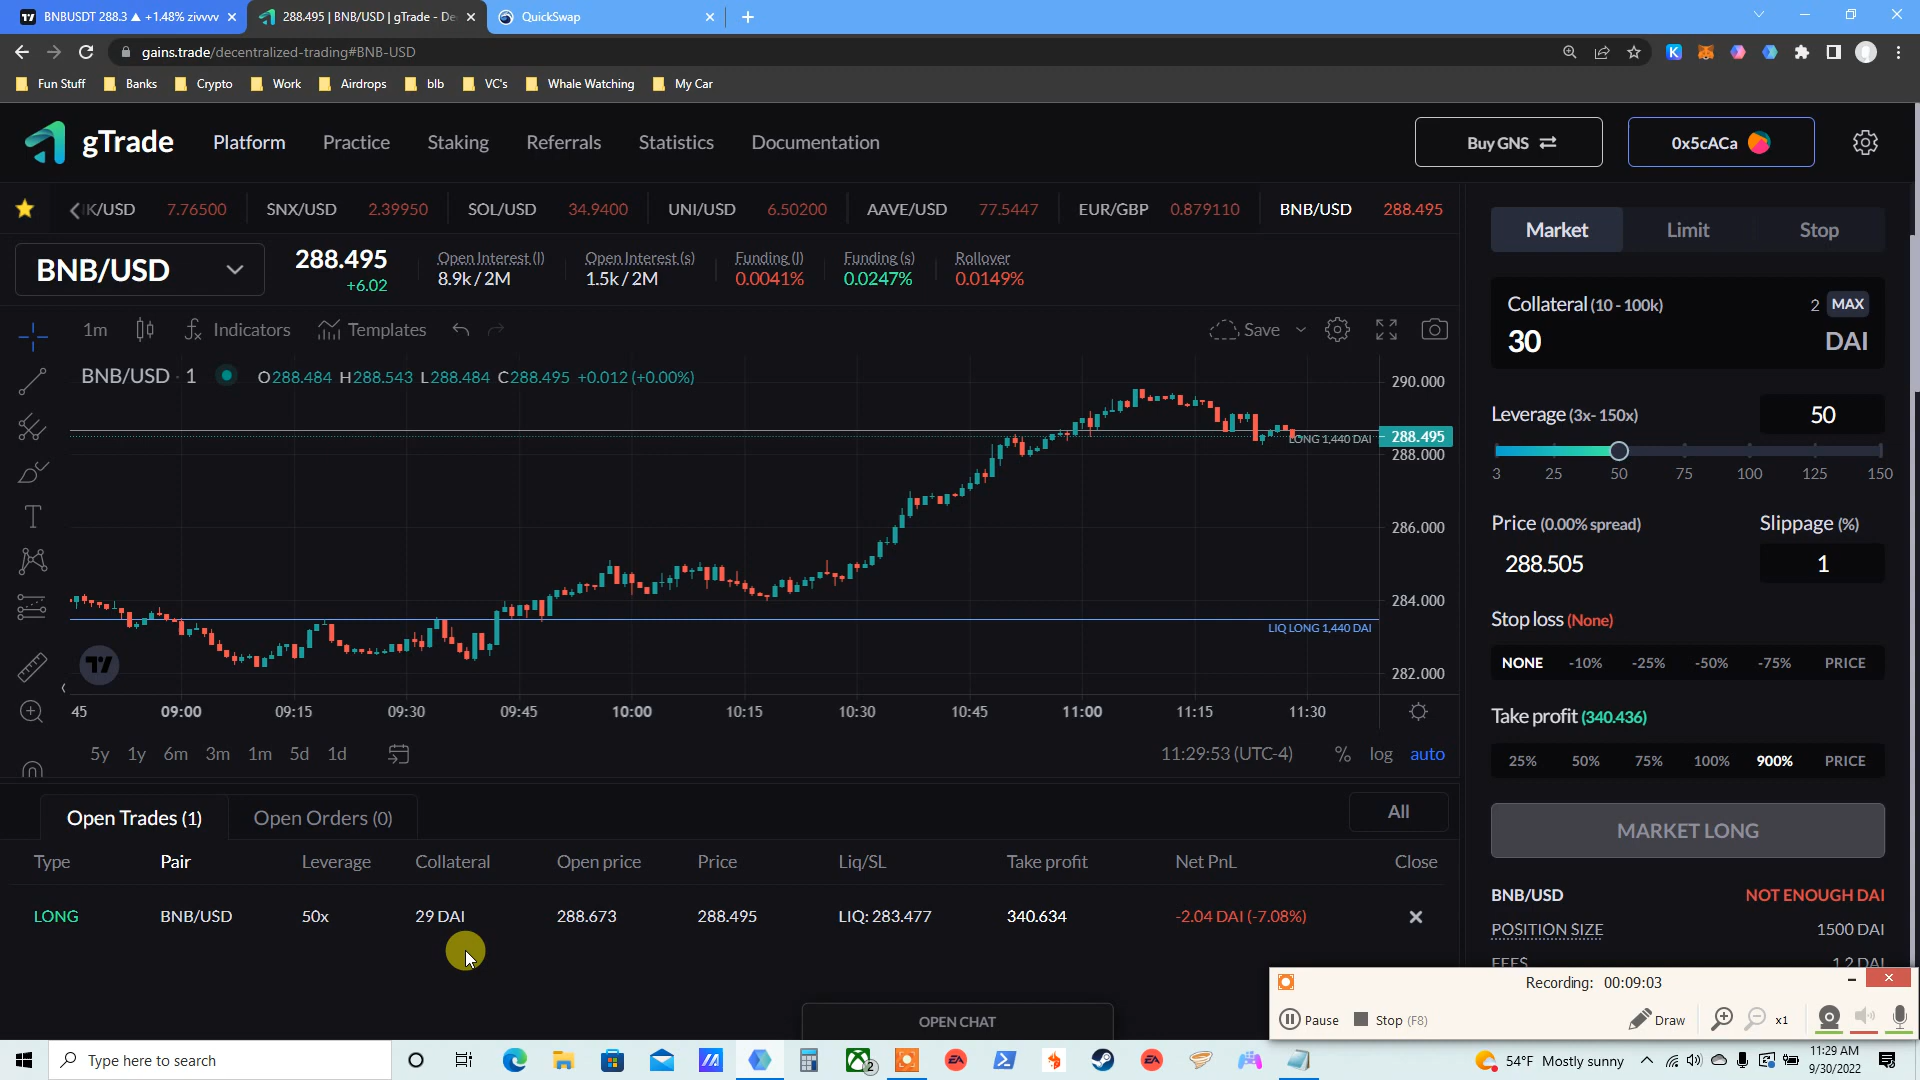 BNBUSDT 288.3 ▲ +1.48% zivvvv
288.495 | BNB/USD | gTrade - De
QuickSwap
gains.trade/decentralized-trading#BNB-USD
Fun Stuff Banks Crypto Work Airdrops blb VC's Whale Watching My Car
gTrade Platform Practice Staking Referrals Statistics Documentation Buy GNS 0x5cACa
K/USD 7.76500 SNX/USD 2.39950 SOL/USD 34.9400 UNI/USD 6.50200 AAVE/USD 77.5447 EUR/GBP 0.879110 BNB/USD 288.495
BNB/USD 288.495 +6.02
Open Interest (l) 8.9k / 2M
Open Interest (s) 1.5k / 2M
Funding (l) 0.0041%
Funding (s) 0.0247%
Rollover 0.0149%
1m Indicators Templates Save
BNB/USD · 1 O288.484 H288.543 L288.484 C288.495 +0.012 (+0.00%)
290.000
LONG 1,440 DAI 288.495
288.000
286.000
284.000
LIQ LONG 1,440 DAI
282.000
45 09:00 09:15 09:30 09:45 10:00 10:15 10:30 10:45 11:00 11:15 11:30
5y 1y 6m 3m 1m 5d 1d 11:29:53 (UTC-4) % log auto
Open Trades (1) Open Orders (0) All
Type Pair Leverage Collateral Open price Price Liq/SL Take profit Net PnL Close
LONG BNB/USD 50x 29 DAI 288.673 288.495 LIQ: 283.477 340.634 -2.04 DAI (-7.08%)
OPEN CHAT
Market Limit Stop
Collateral (10 - 100k) 2 MAX
30 DAI
Leverage (3x- 150x) 50
3 25 50 75 100 125 150
Price (0.00% spread) Slippage (%)
288.505 1
Stop loss (None)
NONE -10% -25% -50% -75% PRICE
Take profit (340.436)
25% 50% 75% 100% 900% PRICE
MARKET LONG
BNB/USD NOT ENOUGH DAI
POSITION SIZE 1500 DAI
FEES 1.2 DAI
Recording: 00:09:03
Pause Stop (F8) Draw x1
Type here to search
2
54°F Mostly sunny
11:29 AM
9/30/2022